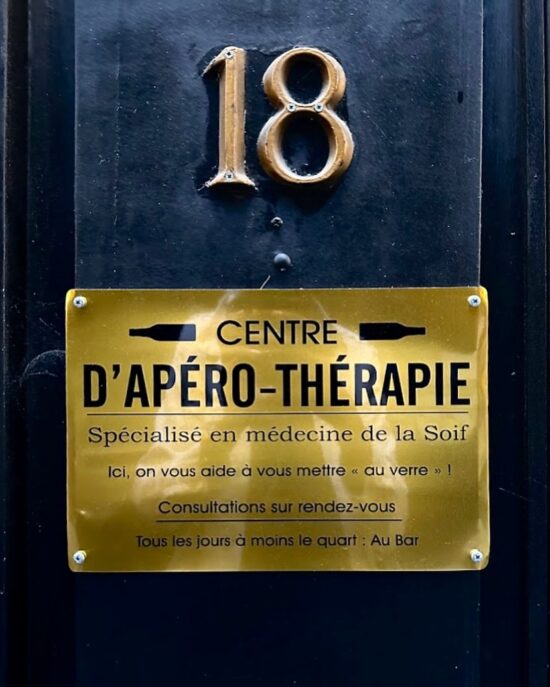 18
CENTRE
D'APÉRO-THÉRAPIE
Spécialisé en médecine de la Soif
Ici, on vous aide à vous mettre « au verre » !
Consultations sur rendez-vous
Tous les jours à moins le quart : Au Bar